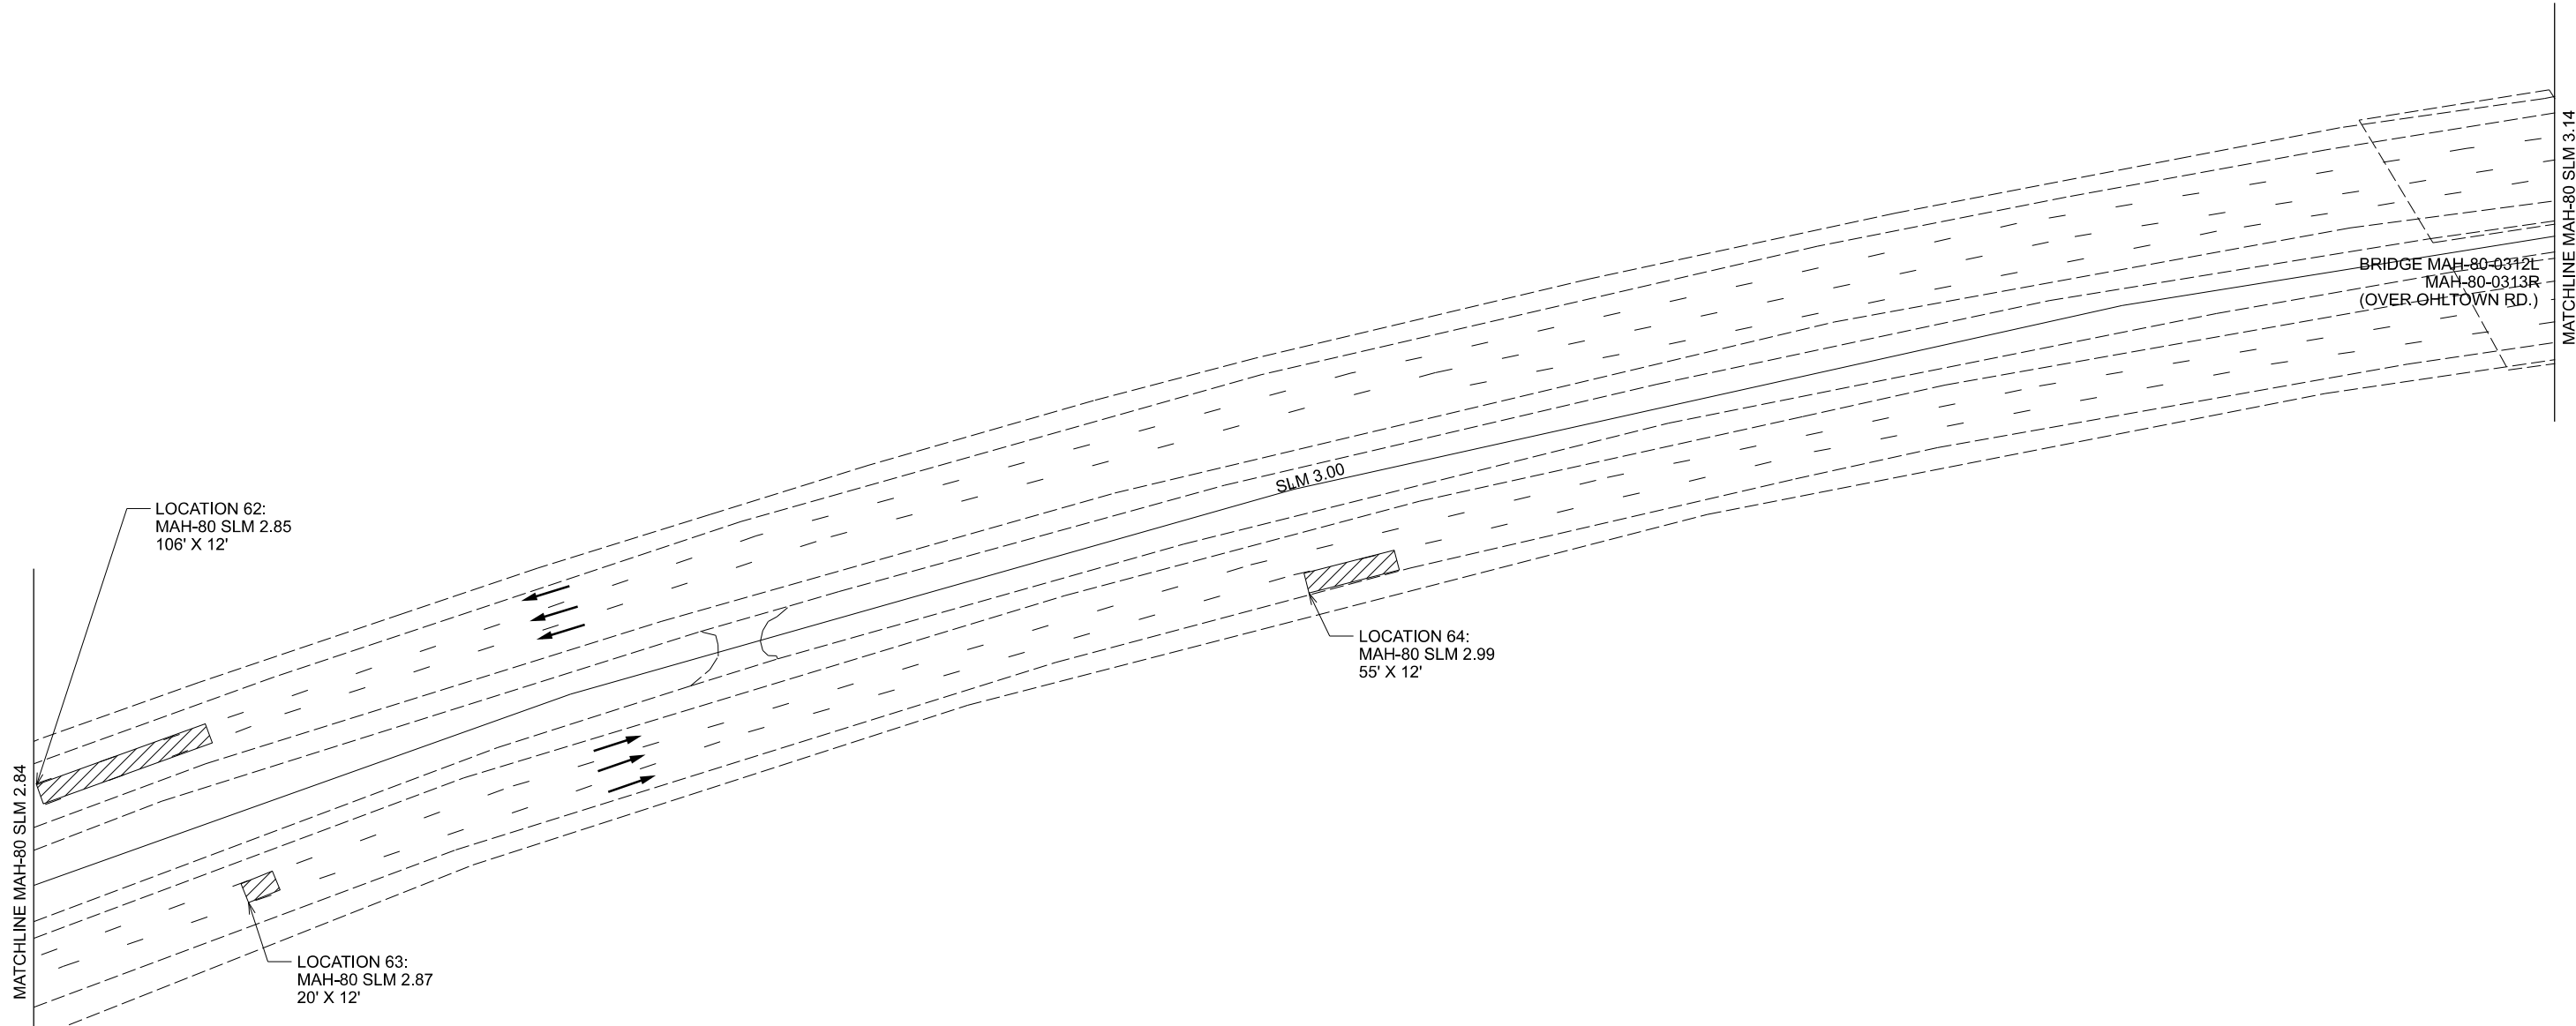 MATCHLINE MAH-80 SLM 3.14
BRIDGE MAH-80-0312L
MAH-80-0313R
(OVER OHLTOWN RD.)
SLM 3.00
LOCATION 62:
MAH-80 SLM 2.85
106' X 12'
LOCATION 64:
MAH-80 SLM 2.99
55' X 12'
MATCHLINE MAH-80 SLM 2.84
LOCATION 63:
MAH-80 SLM 2.87
20' X 12'